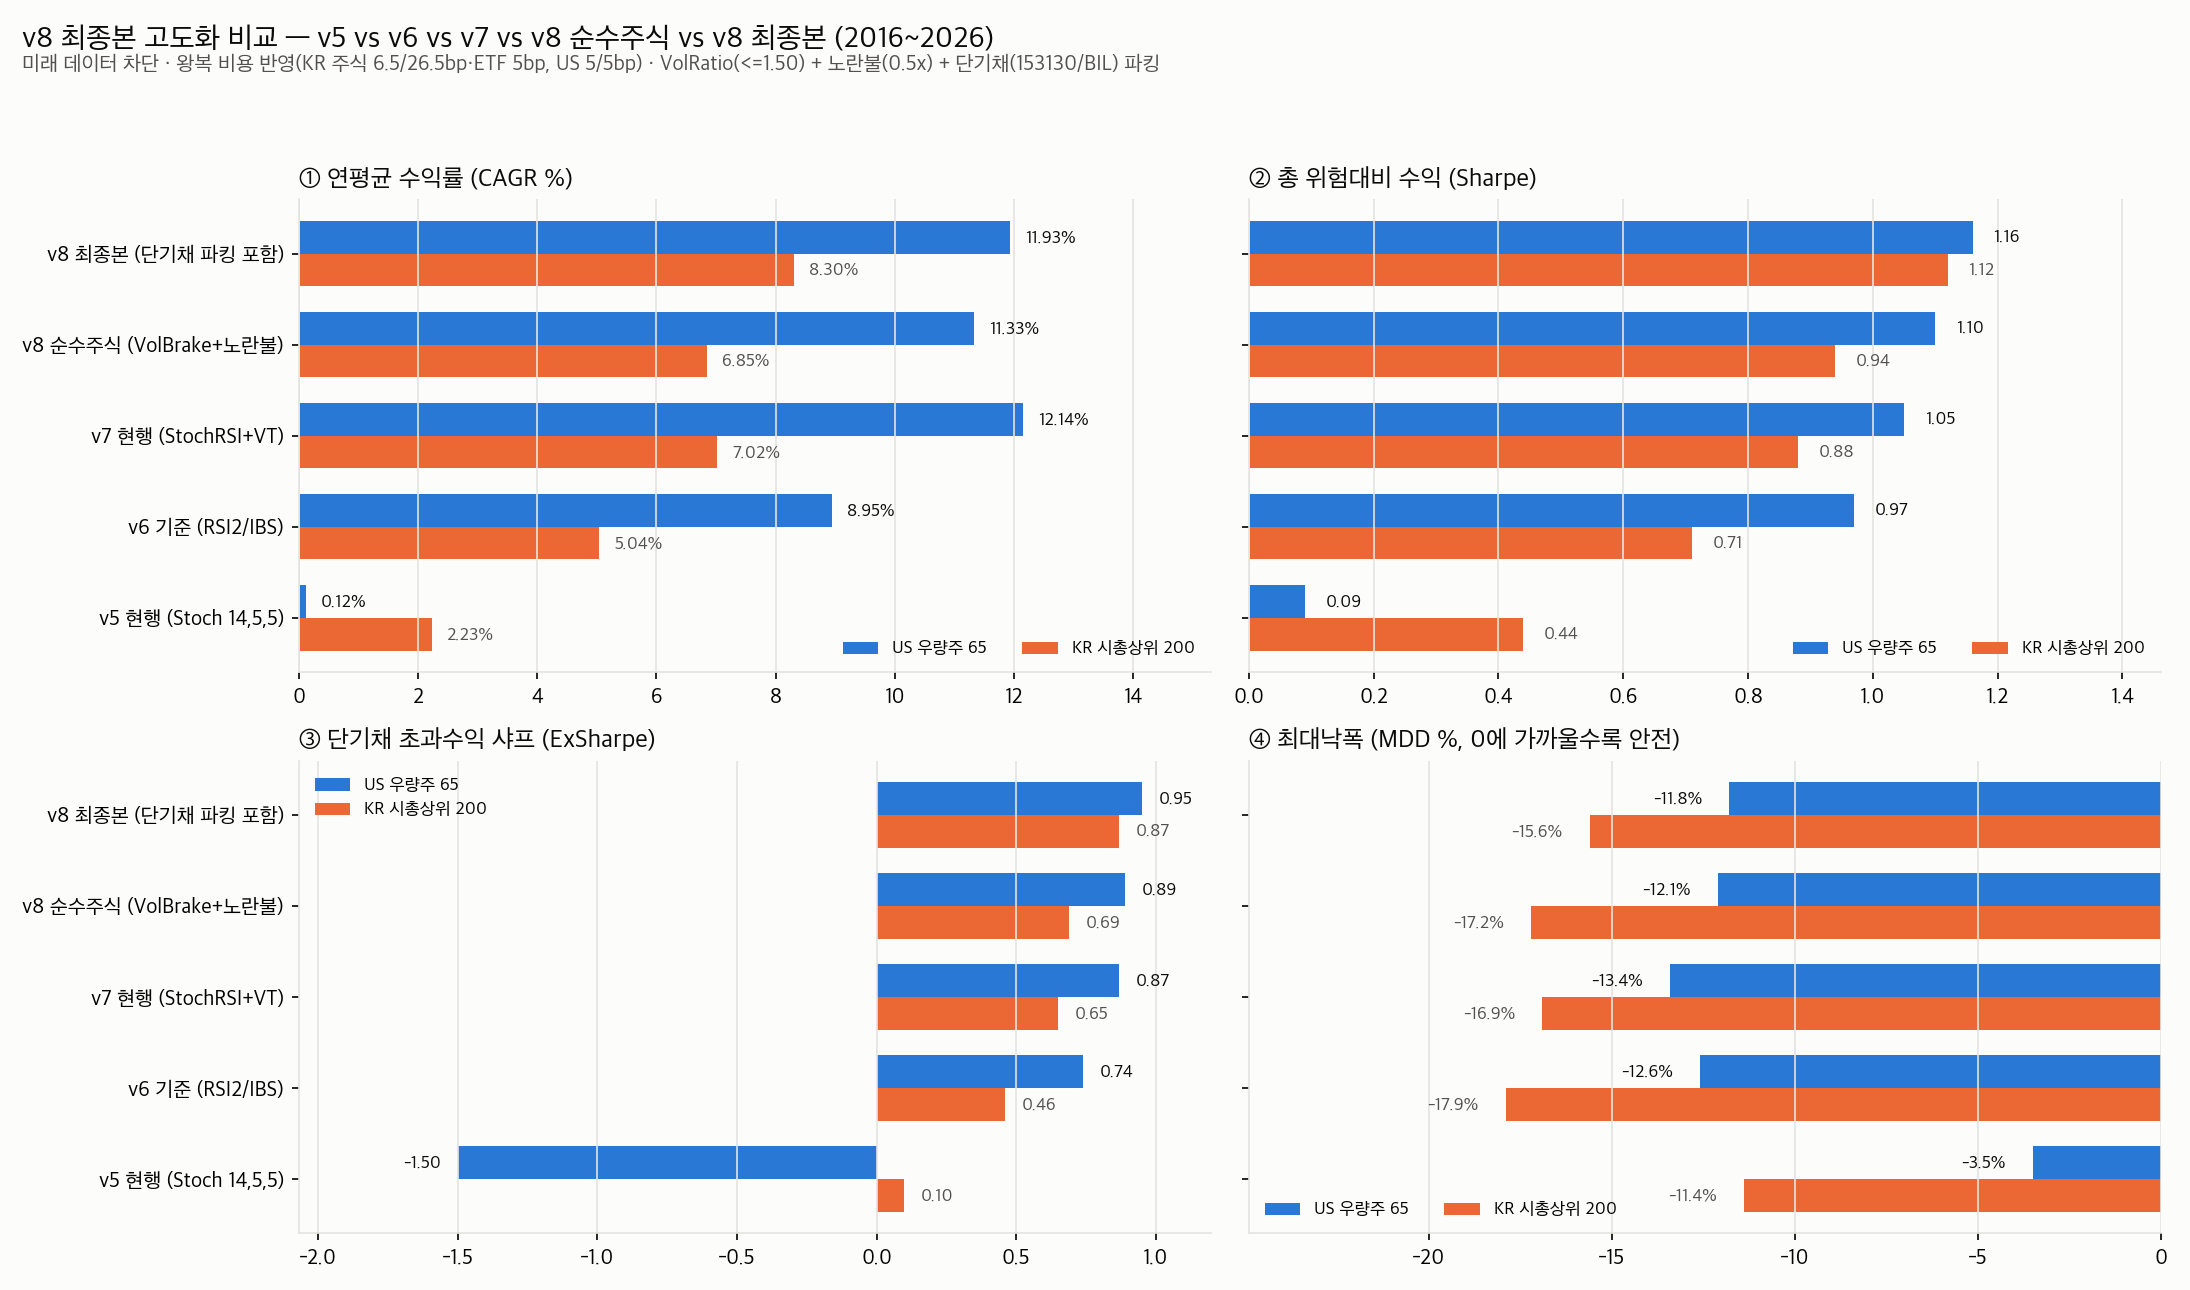 v8 최종본 고도화 비교 — v5 vs v6 vs v7 vs v8 순수주식 vs v8 최종본 (2016~2026)
미래 데이터 차단 · 왕복 비용 반영(KR 주식 6.5/26.5bp·ETF 5bp, US 5/5bp) · VolRatio(<=1.50) + 노란불(0.5x) + 단기채(153130/BIL) 파킹
① 연평균 수익률 (CAGR %)
v8 최종본 (단기채 파킹 포함)
11.93%
8.30%
v8 순수주식 (VolBrake+노란불)
11.33%
6.85%
v7 현행 (StochRSI+VT)
12.14%
7.02%
v6 기준 (RSI2/IBS)
8.95%
5.04%
v5 현행 (Stoch 14,5,5)
0.12%
2.23%
US 우량주 65
KR 시총상위 200
0 2 4 6 8 10 12 14
② 총 위험대비 수익 (Sharpe)
1.16
1.12
1.10
0.94
1.05
0.88
0.97
0.71
0.09
0.44
US 우량주 65
KR 시총상위 200
0.0 0.2 0.4 0.6 0.8 1.0 1.2 1.4
③ 단기채 초과수익 샤프 (ExSharpe)
US 우량주 65
KR 시총상위 200
v8 최종본 (단기채 파킹 포함)
0.95
0.87
v8 순수주식 (VolBrake+노란불)
0.89
0.69
v7 현행 (StochRSI+VT)
0.87
0.65
v6 기준 (RSI2/IBS)
0.74
0.46
v5 현행 (Stoch 14,5,5)
-1.50
0.10
-2.0 -1.5 -1.0 -0.5 0.0 0.5 1.0
④ 최대낙폭 (MDD %, 0에 가까울수록 안전)
-11.8%
-15.6%
-12.1%
-17.2%
-13.4%
-16.9%
-12.6%
-17.9%
-3.5%
-11.4%
US 우량주 65
KR 시총상위 200
-20 -15 -10 -5 0